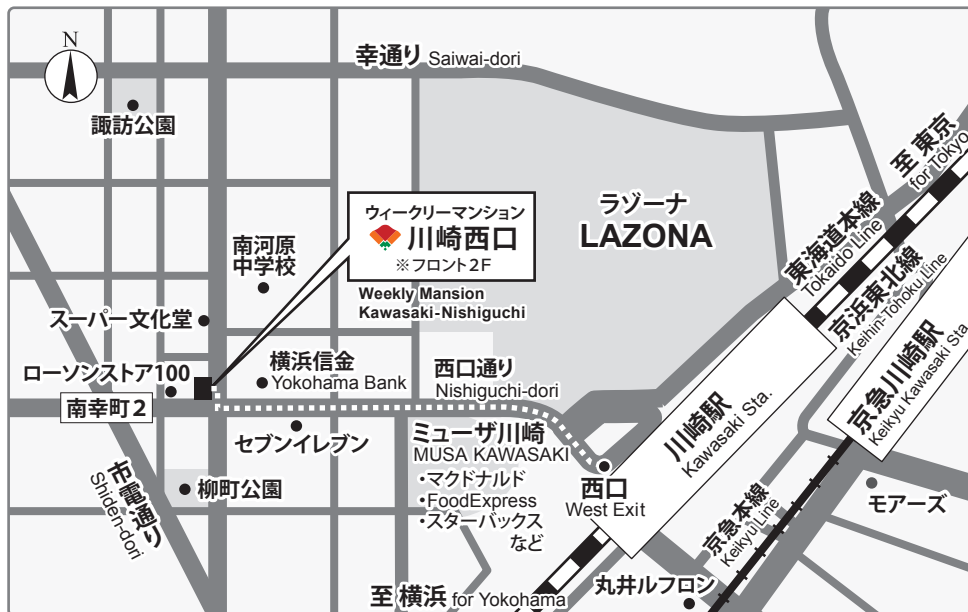 N
幸通り Saiwai-dori
諏訪公園
至 東京
for Tokyo
ウィークリーマンション
川崎西口
※フロント2F
Weekly Mansion
Kawasaki-Nishiguchi
ラゾーナ
LAZONA
東海道本線
Tokaido Line
京浜東北線
Keihin-Tohoku Line
南河原
中学校
スーパー文化堂
ローソンストア100
横浜信金
Yokohama Bank
西口通り
Nishiguchi-dori
南幸町2
セブンイレブン
ミューザ川崎
MUSA KAWASAKI
・マクドナルド
・FoodExpress
・スターバックス
など
川崎駅
Kawasaki Sta.
京急川崎駅
Keikyu Kawasaki Sta.
西口
West Exit
市電通り
Shiden-dori
柳町公園
京急本線
Keikyu Line
モアーズ
丸井ルフロン
至 横浜 for Yokohama